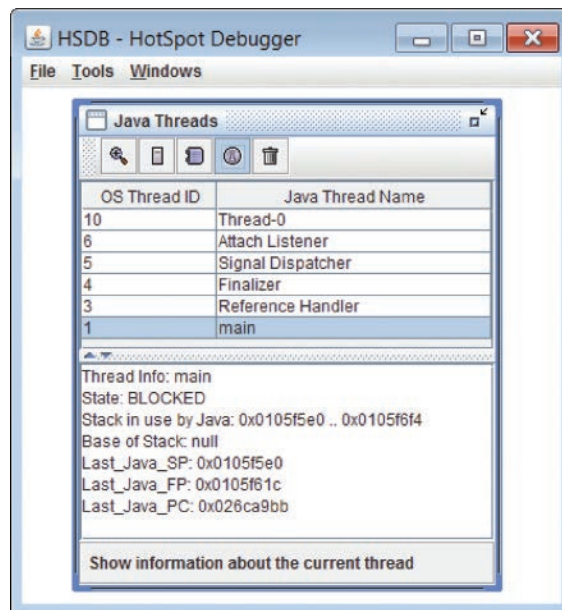 HSDB - HotSpot Debugger
File Tools Windows
Java Threads
OS Thread ID Java Thread Name
10 Thread-0
6 Attach Listener
5 Signal Dispatcher
4 Finalizer
3 Reference Handler
1 main
Thread Info: main
State: BLOCKED
Stack in use by Java: 0x0105f5e0 .. 0x0105f6f4
Base of Stack: null
Last_Java_SP: 0x0105f5e0
Last_Java_FP: 0x0105f61c
Last_Java_PC: 0x026ca9bb
Show information about the current thread